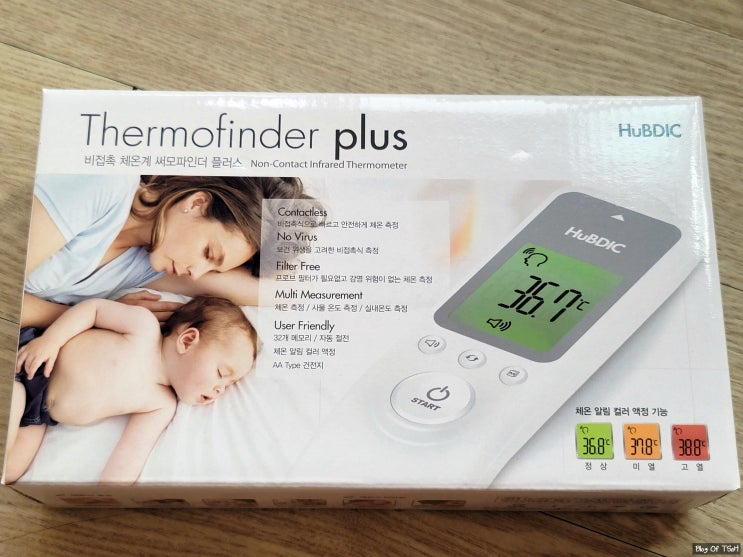 Thermofinder plus
HuBDIC
비접촉 체온계 써모파인더 플러스 Non-Contact Infrared Thermometer
Contactless
비접촉식으로 빠르고 안전하게 체온 측정
No Virus
보건 위생을 고려한 비접촉식 측정
Filter Free
프로브 필터가 필요없고 감염 위험이 없는 체온 측정
Multi Measurement
체온 측정 / 사물 온도 측정 / 실내온도 측정
User Friendly
32개 메모리 / 자동 절전
체온 알림 컬러 액정
AA Type 건전지
HuBDIC
36.7°C
START
체온 알림 컬러 액정 기능
36.8°C 37.8°C 38.8°C
정상 미열 고열
Blog Of TSoH